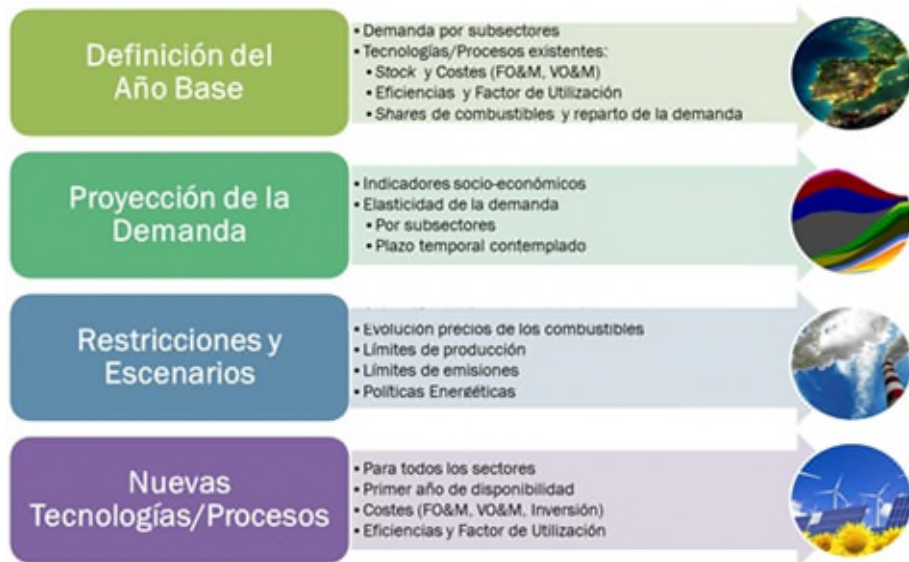 Definición del
Año Base
▪ Demanda por subsectores
▪ Tecnologías/Procesos existentes:
▪ Stock y Costes (FO&M, VO&M)
▪ Eficiencias y Factor de Utilización
▪ Shares de combustibles y reparto de la demanda
Proyección de la
Demanda
▪ Indicadores socio-económicos
▪ Elasticidad de la demanda
▪ Por subsectores
▪ Plazo temporal contemplado
Restricciones y
Escenarios
▪ Evolución precios de los combustibles
▪ Límites de producción
▪ Límites de emisiones
▪ Políticas Energéticas
Nuevas
Tecnologías/Procesos
▪ Para todos los sectores
▪ Primer año de disponibilidad
▪ Costes (FO&M, VO&M, Inversión)
▪ Eficiencias y Factor de Utilización